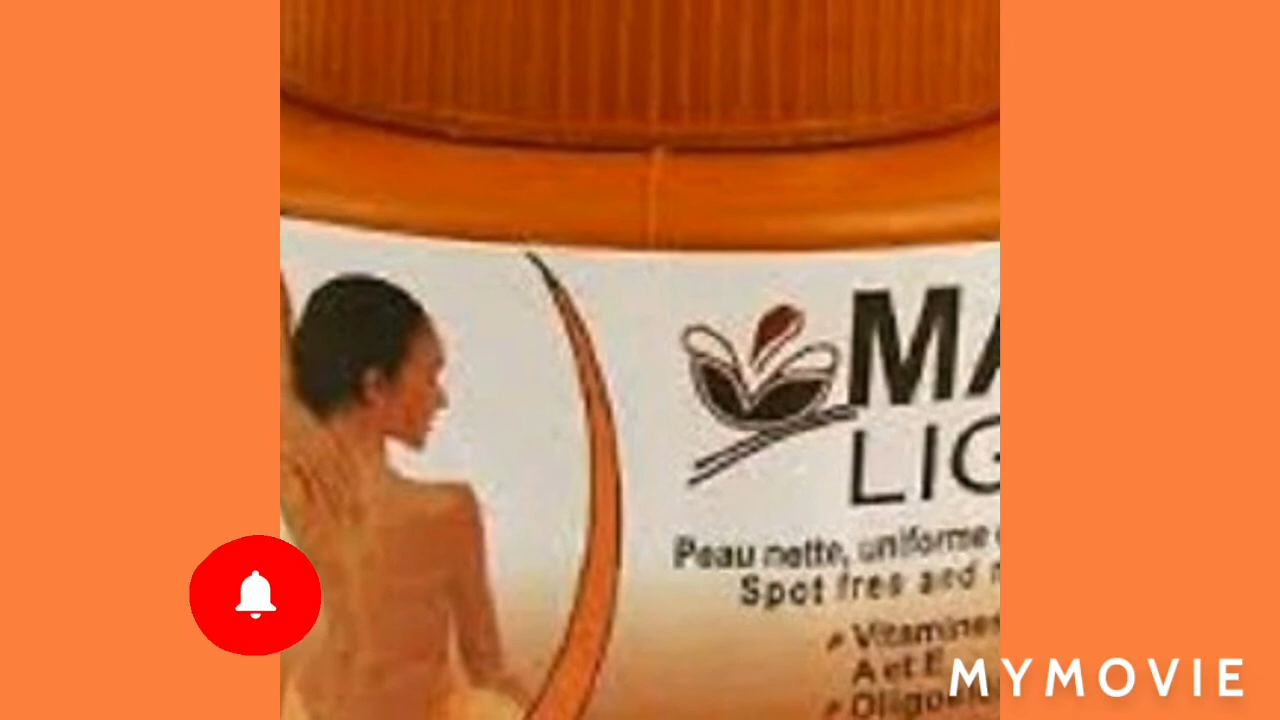 MA
LIG
Peau nette, uniforme
Spot free and
Vitamines
A et E
MYMOVIE